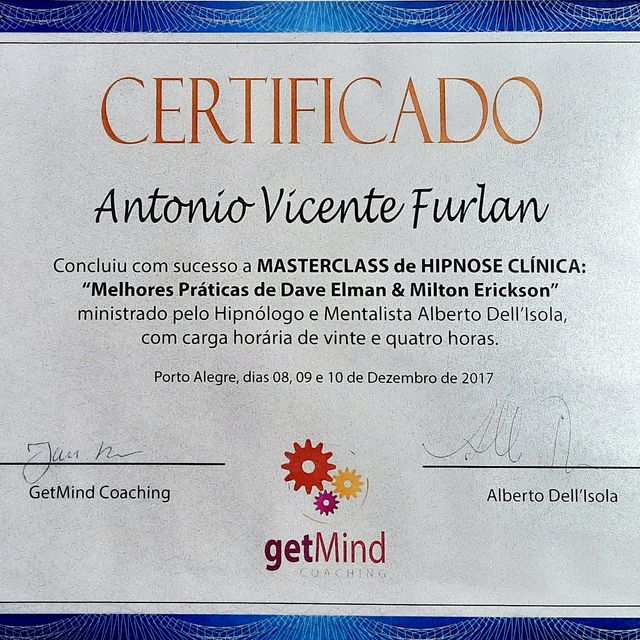 CERTIFICADO
Antonio Vicente Furlan
Concluiu com sucesso a MASTERCLASS de HIPNOSE CLÍNICA:
“Melhores Práticas de Dave Elman & Milton Erickson”
ministrado pelo Hipnólogo e Mentalista Alberto Dell’Isola,
com carga horária de vinte e quatro horas.
Porto Alegre, dias 08, 09 e 10 de Dezembro de 2017
GetMind Coaching
Alberto Dell’Isola
getMind
COACHING